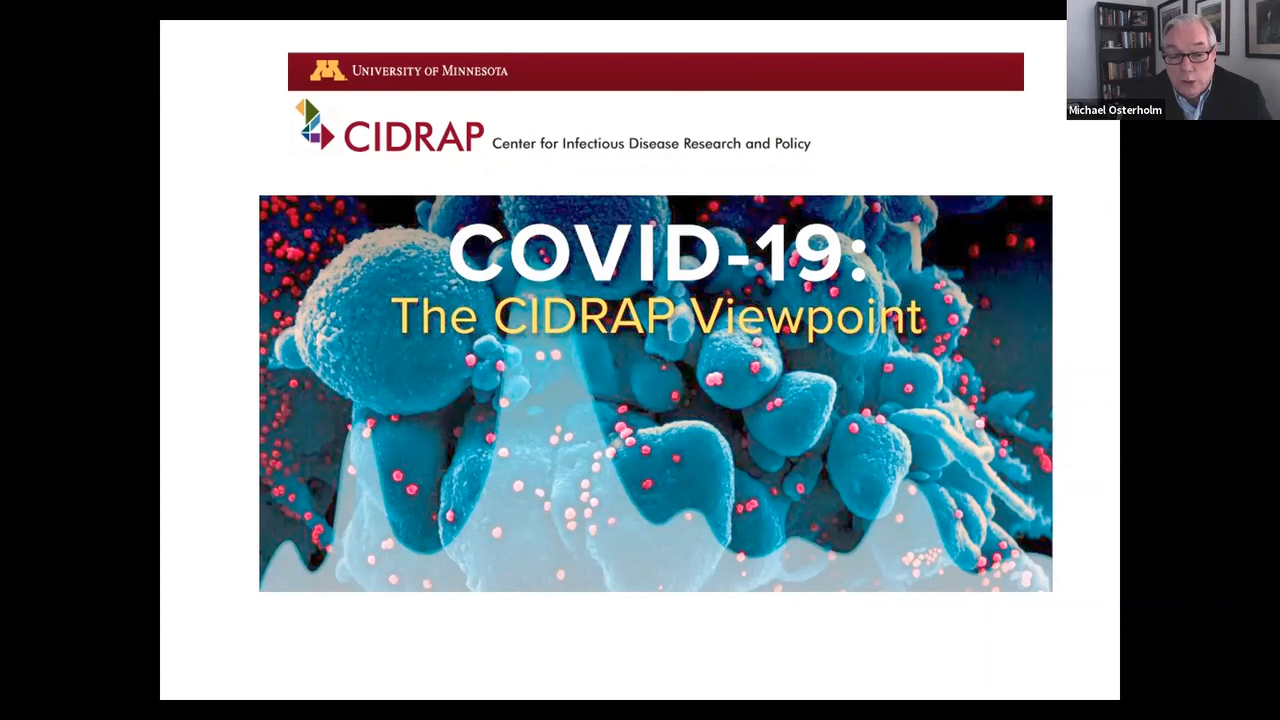 UNIVERSITY OF MINNESOTA
CIDRAP Center for Infectious Disease Research and Policy
COVID-19:
The CIDRAP Viewpoint
Michael Osterholm